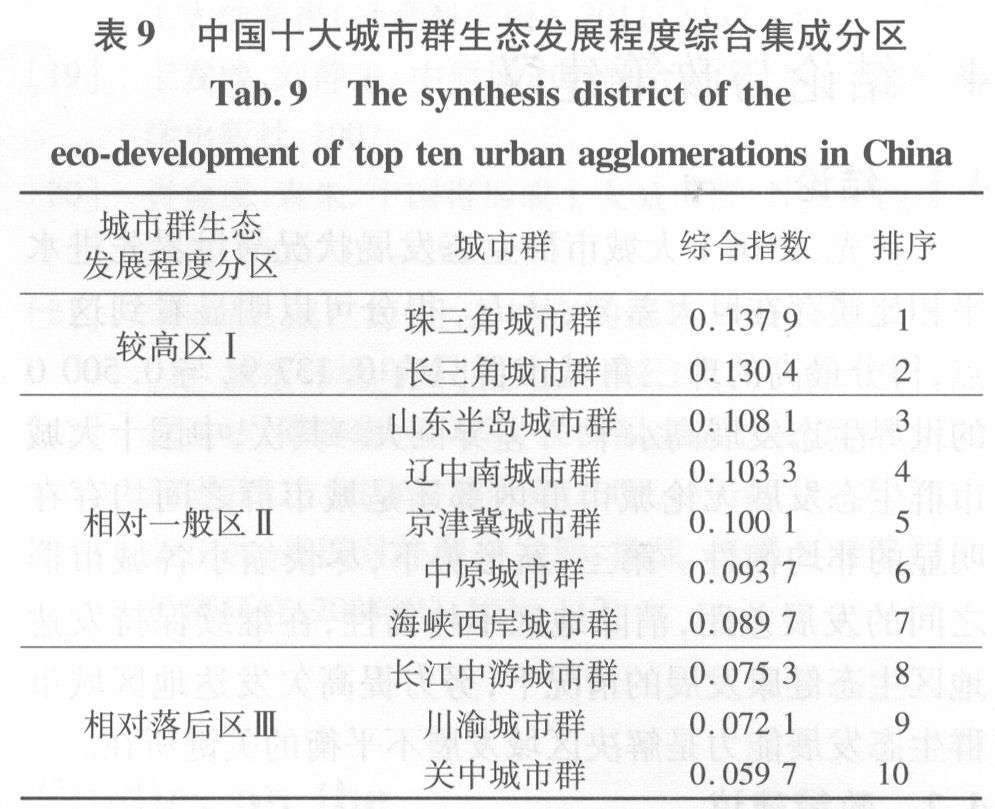 表9 中国十大城市群生态发展程度综合集成分区
Tab.9 The synthesis district of the
eco-development of top ten urban agglomerations in China
城市群生态
发展程度分区 城市群 综合指数 排序
较高区Ⅰ 珠三角城市群 0.137 9 1
长三角城市群 0.130 4 2
山东半岛城市群 0.108 1 3
辽中南城市群 0.103 3 4
相对一般区Ⅱ 京津冀城市群 0.100 1 5
中原城市群 0.093 7 6
海峡西岸城市群 0.089 7 7
长江中游城市群 0.075 3 8
相对落后区Ⅲ 川渝城市群 0.072 1 9
关中城市群 0.059 7 10